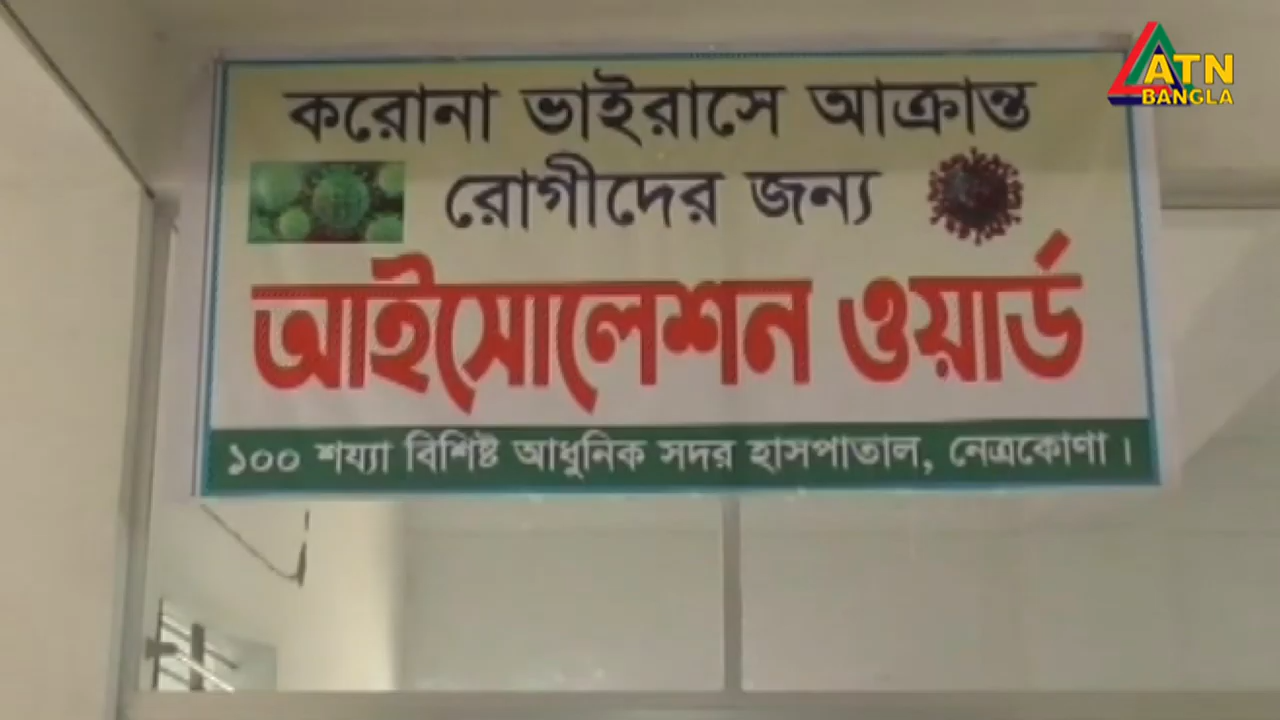 ATN
BANGLA
করোনা ভাইরাসে আক্রান্ত
রোগীদের জন্য
আইসোলেশন ওয়ার্ড
১০০ শয্যা বিশিষ্ট আধুনিক সদর হাসপাতাল, নেত্রকোণা।